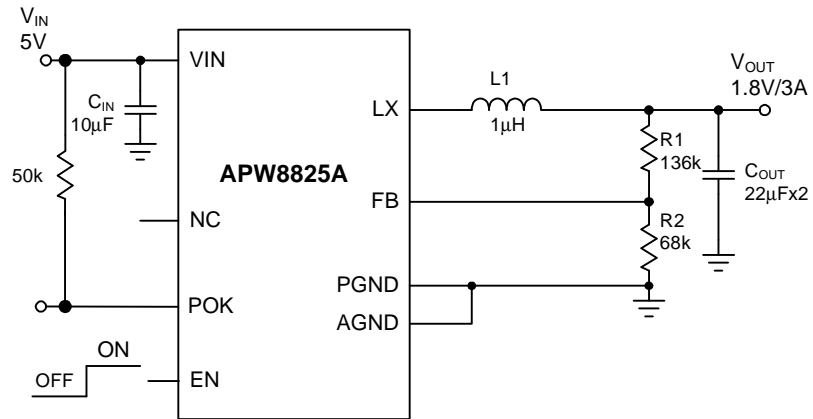 VIN
5V
VIN
CIN
10μF
50k
NC
POK
ON
OFF
EN
APW8825A
LX
L1
1μH
VOUT
1.8V/3A
R1
136k
COUT
22μFx2
FB
R2
68k
PGND
AGND